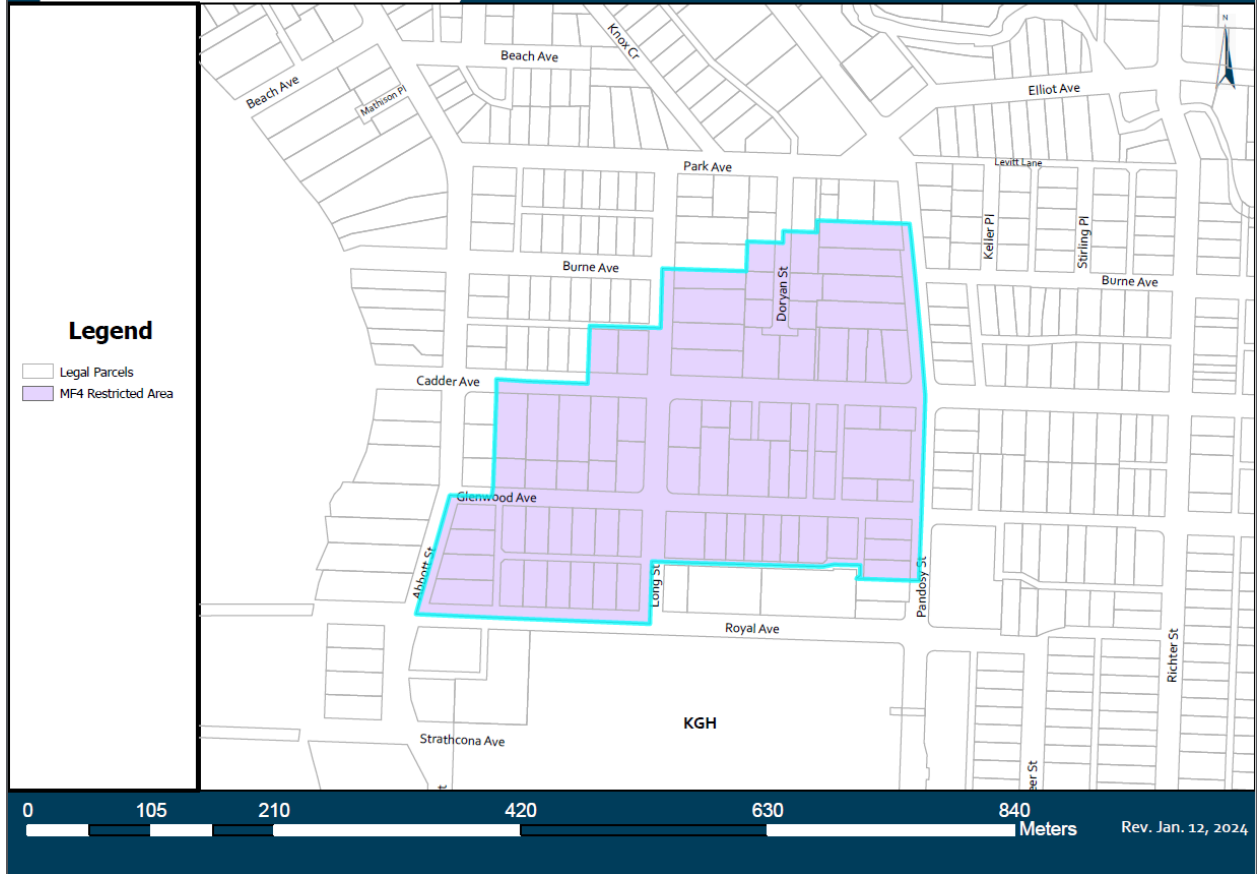 N
Knox Cr
Beach Ave
Beach Ave
Mathison Pl
Elliot Ave
Park Ave
Levitt Lane
Keller Pl
Stirling Pl
Burne Ave
Doryan St
Burne Ave
Legend
Legal Parcels
MF4 Restricted Area
Cadder Ave
Glenwood Ave
Abbott St
Long St
Pandosy St
Royal Ave
Richter St
KGH
Strathcona Ave
eer St
t
0 105 210 420 630 840
Meters
Rev. Jan. 12, 2024